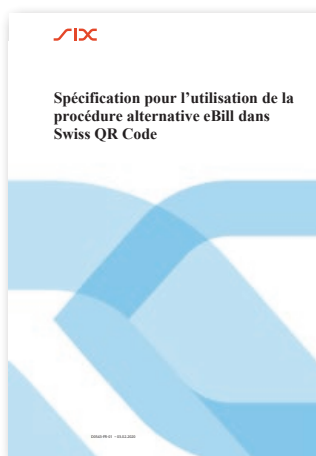 SIX
Spécification pour l’utilisation de la
procédure alternative eBill dans
Swiss QR Code